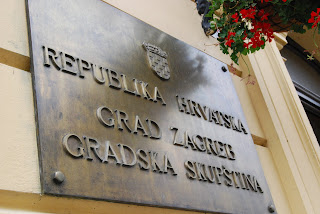 REPUBLIKA HRVATSKA
GRAD ZAGREB
GRADSKA SKUPŠTINA